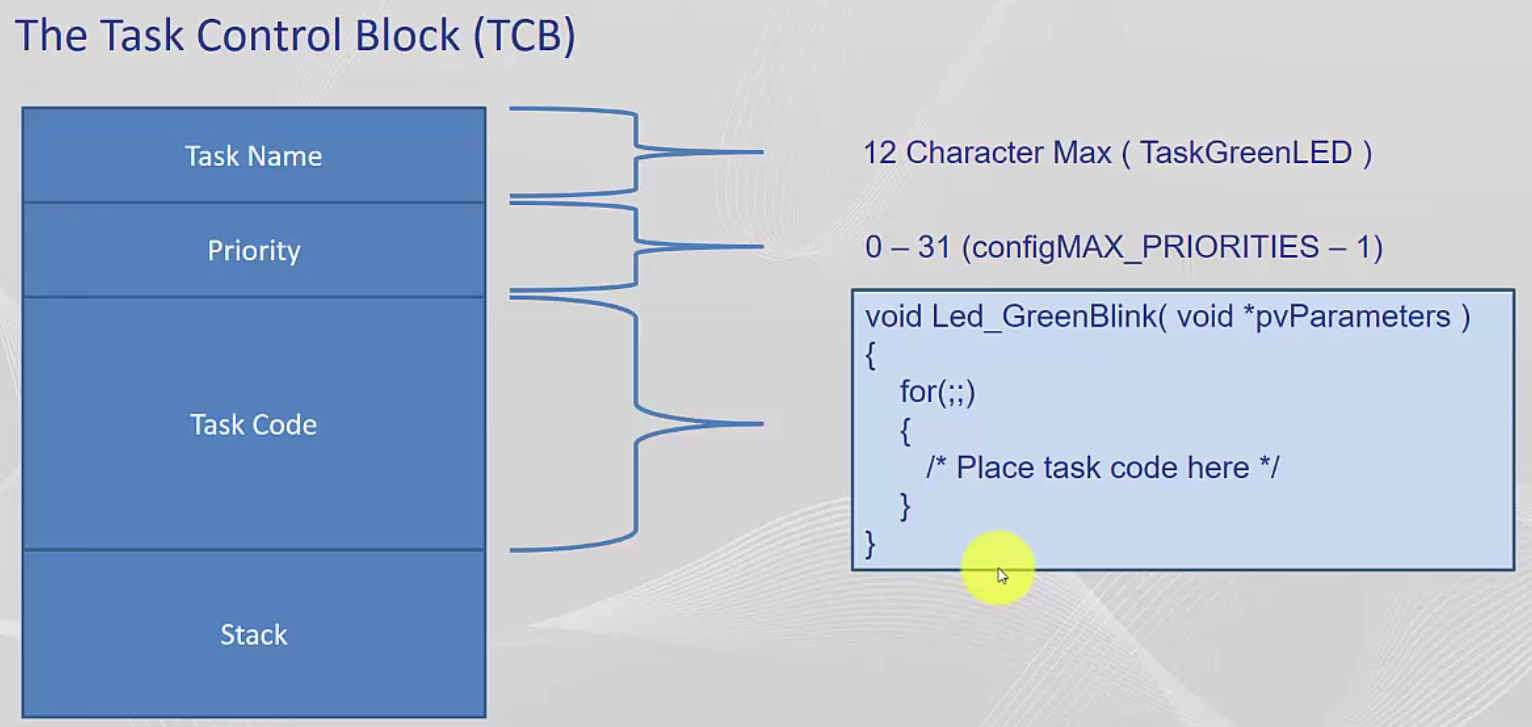 The Task Control Block (TCB)
Task Name
12 Character Max ( TaskGreenLED )
Priority
0 – 31 (configMAX_PRIORITIES – 1)
Task Code
void Led_GreenBlink( void *pvParameters )
{
for(;;)
{
/* Place task code here */
}
}
Stack